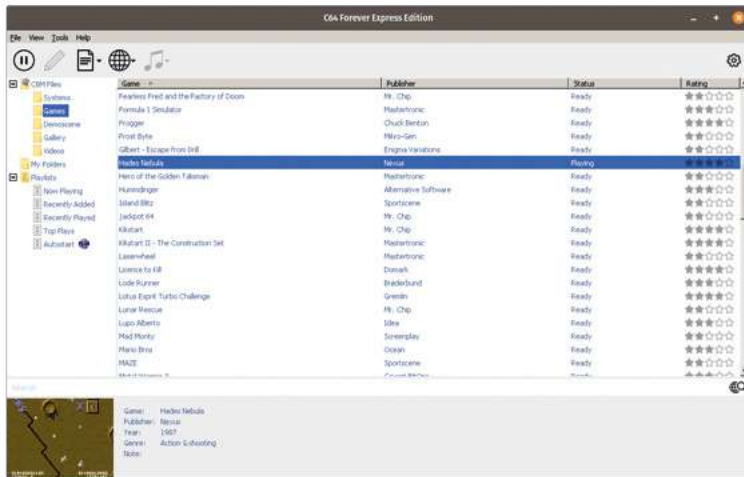 C64 Forever Express Edition
File View Tools Help
CBM Files
Systems
Games
Demoscene
Gallery
Videos
My Folders
Playlists
Now Playing
Recently Added
Recently Played
Top Plays
Autostart
Game Publisher Status Rating
Fearless Fred and the Factory of Doom Mr. Chip Ready
Formula 1 Simulator Mastertronic Ready
Frogger Chuck Benton Ready
Frost Byte Mikro-Gen Ready
Gilbert - Escape from Drill Enigma Variations Ready
Hades Nebula Nexus Playing
Hero of the Golden Talisman Mastertronic Ready
Hummdinger Alternative Software Ready
Island Blitz Sportscene Ready
Jackpot 64 Mr. Chip Ready
Kikstart Mr. Chip Ready
Kikstart II - The Construction Set Mastertronic Ready
Laserwheel Mastertronic Ready
Licence to Kill Domark Ready
Lode Runner Brøderbund Ready
Lotus Esprit Turbo Challenge Gremlin Ready
Lunar Rescue Mr. Chip Ready
Lupo Alberto Idea Ready
Mad Monty Screenplay Ready
Mario Bros Ocean Ready
MAZE Sportscene Ready
Search
Game: Hades Nebula
Publisher: Nexus
Year: 1987
Genre: Action & shooting
Note: